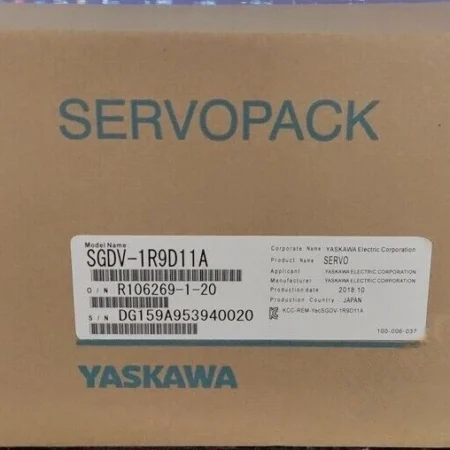 SERVOPACK
Model Name:
SGDV-1R9D11A
O/N R106269-1-20
S/N DG159A953940020
Corporate Name YASKAWA Electric Corporation
Product Name SERVO
Applicant YASKAWA ELECTRIC CORPORATION
Manufacturer YASKAWA ELECTRIC CORPORATION
Production date 2018.10
Production Country JAPAN
KCC-REM-YecSGDV-1R9D11A
100-006-037
YASKAWA